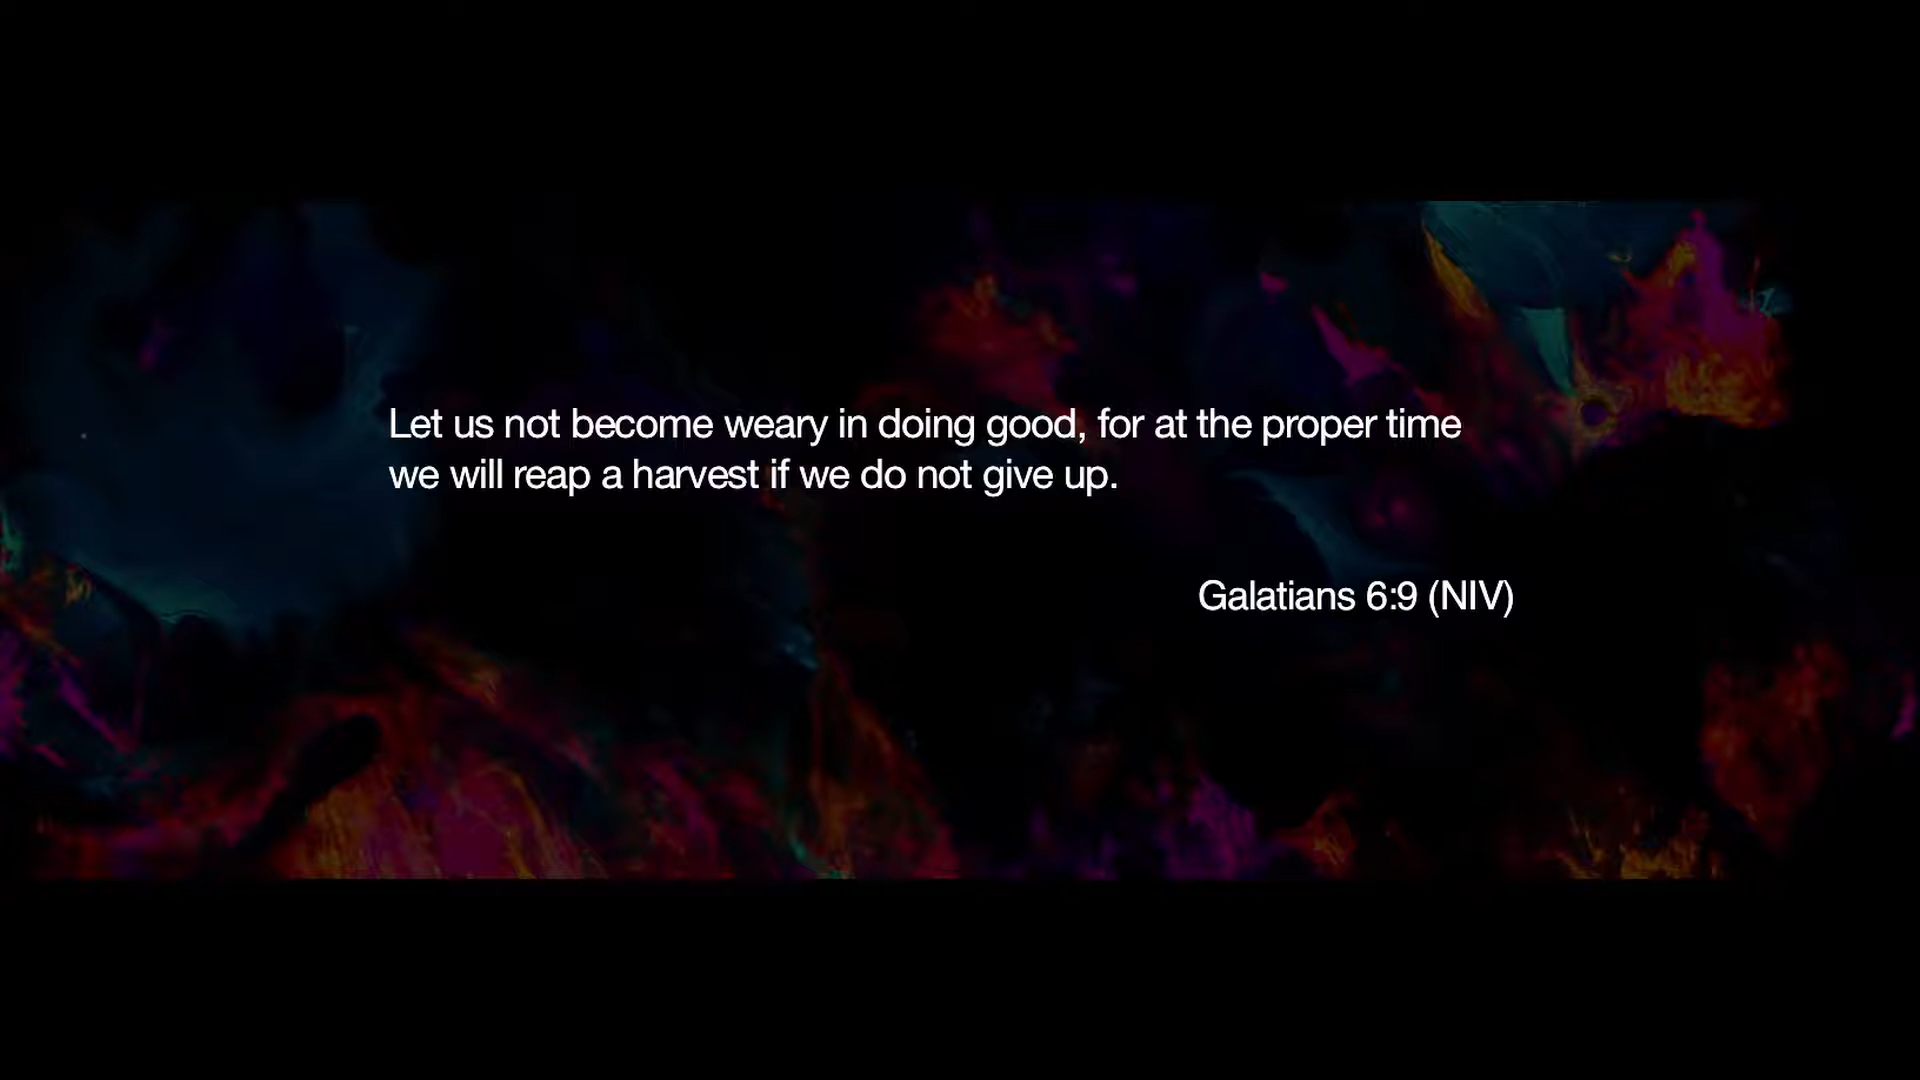 Let us not become weary in doing good, for at the proper time
we will reap a harvest if we do not give up.
Galatians 6:9 (NIV)